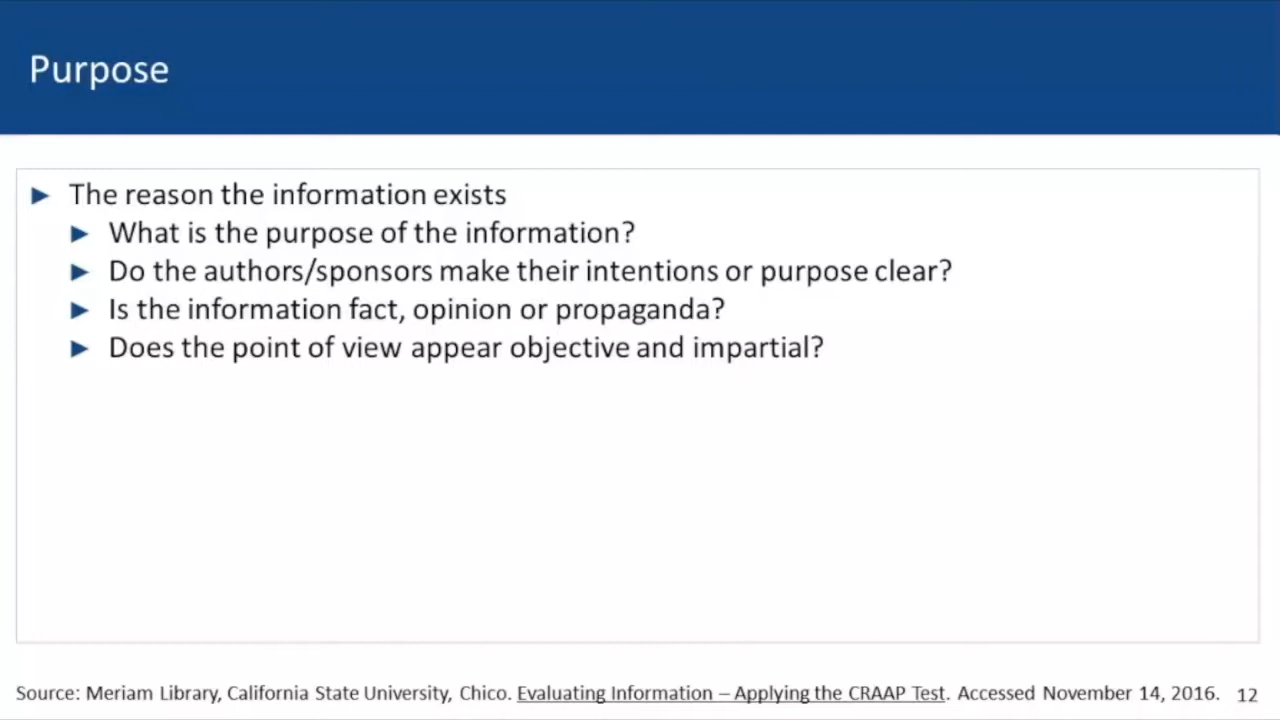 Purpose
► The reason the information exists
► What is the purpose of the information?
► Do the authors/sponsors make their intentions or purpose clear?
► Is the information fact, opinion or propaganda?
► Does the point of view appear objective and impartial?
Source: Meriam Library, California State University, Chico. Evaluating Information – Applying the CRAAP Test. Accessed November 14, 2016. 12